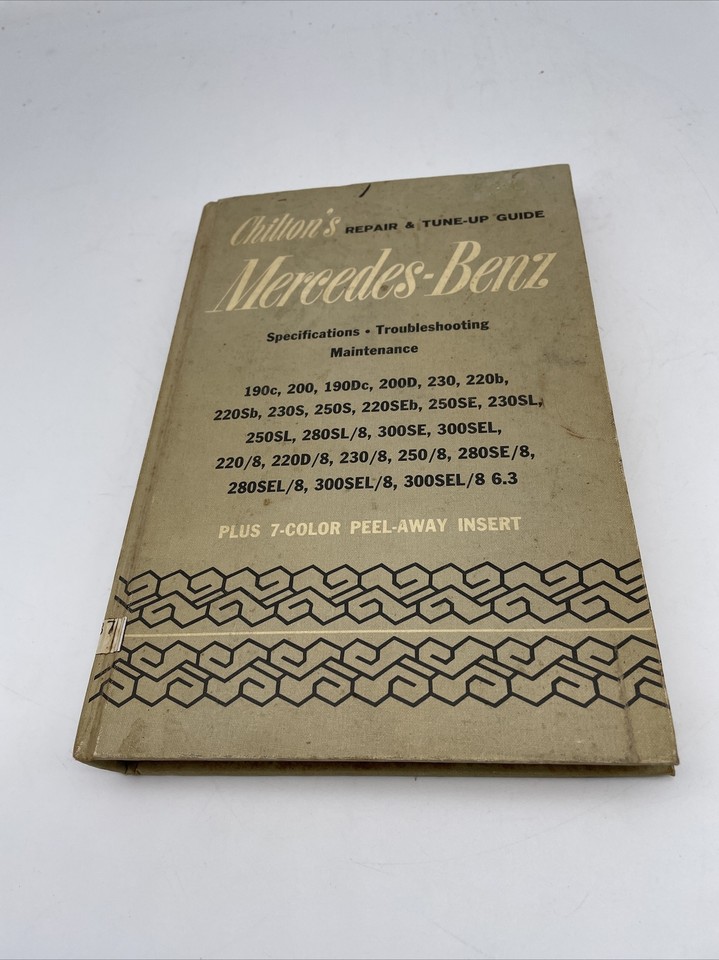 Chilton's REPAIR & TUNE-UP GUIDE
Mercedes-Benz
Specifications • Troubleshooting
Maintenance
190c, 200, 190Dc, 200D, 230, 220b,
220Sb, 230S, 250S, 220SEb, 250SE, 230SL,
250SL, 280SL/8, 300SE, 300SEL,
220/8, 220D/8, 230/8, 250/8, 280SE/8,
280SEL/8, 300SEL/8, 300SEL/8 6.3
PLUS 7-COLOR PEEL-AWAY INSERT